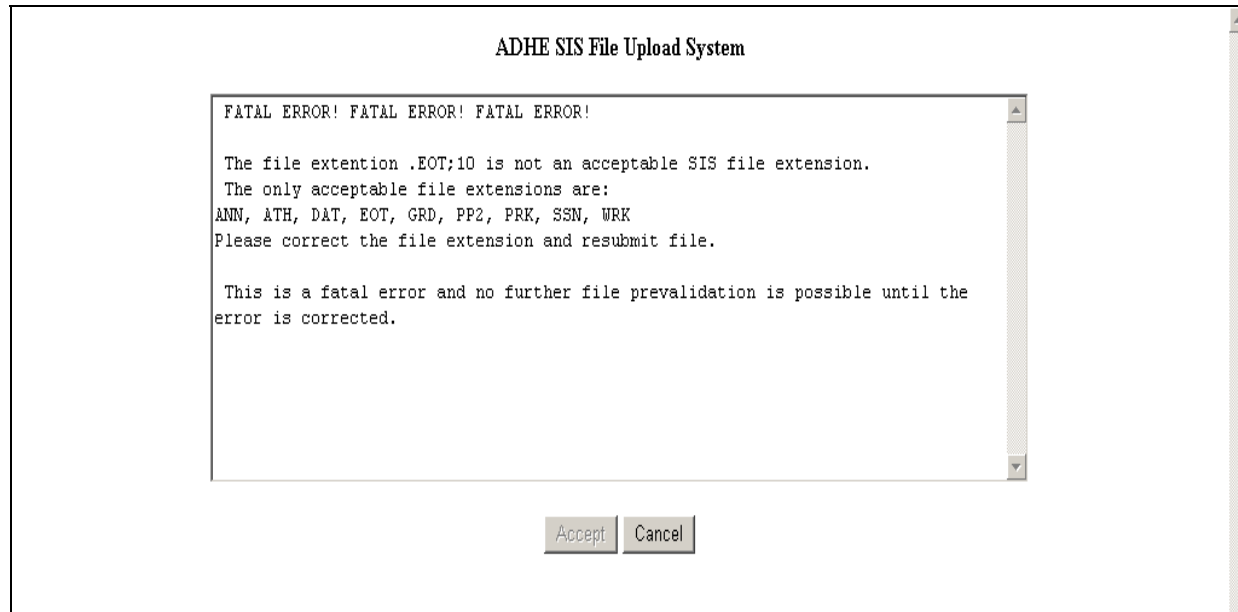 ADHE SIS File Upload System
FATAL ERROR! FATAL ERROR! FATAL ERROR!
The file extention .EOT;10 is not an acceptable SIS file extension.
The only acceptable file extensions are:
ANN, ATH, DAT, EOT, GRD, PP2, PRK, SSN, WRK
Please correct the file extension and resubmit file.
This is a fatal error and no further file prevalidation is possible until the
error is corrected.
Accept Cancel